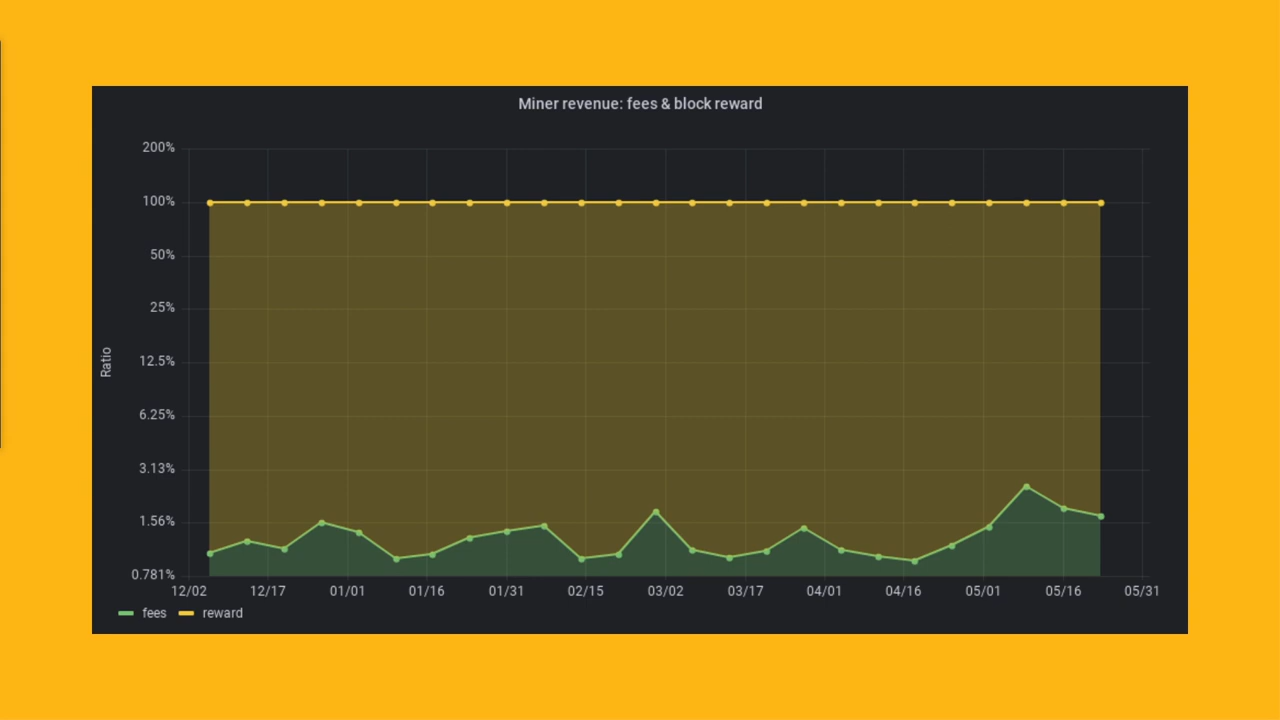 Miner revenue: fees & block reward
200%
100%
50%
25%
12.5%
6.25%
3.13%
1.56%
0.781%
Ratio
12/02 12/17 01/01 01/16 01/31 02/15 03/02 03/17 04/01 04/16 05/01 05/16 05/31
fees reward